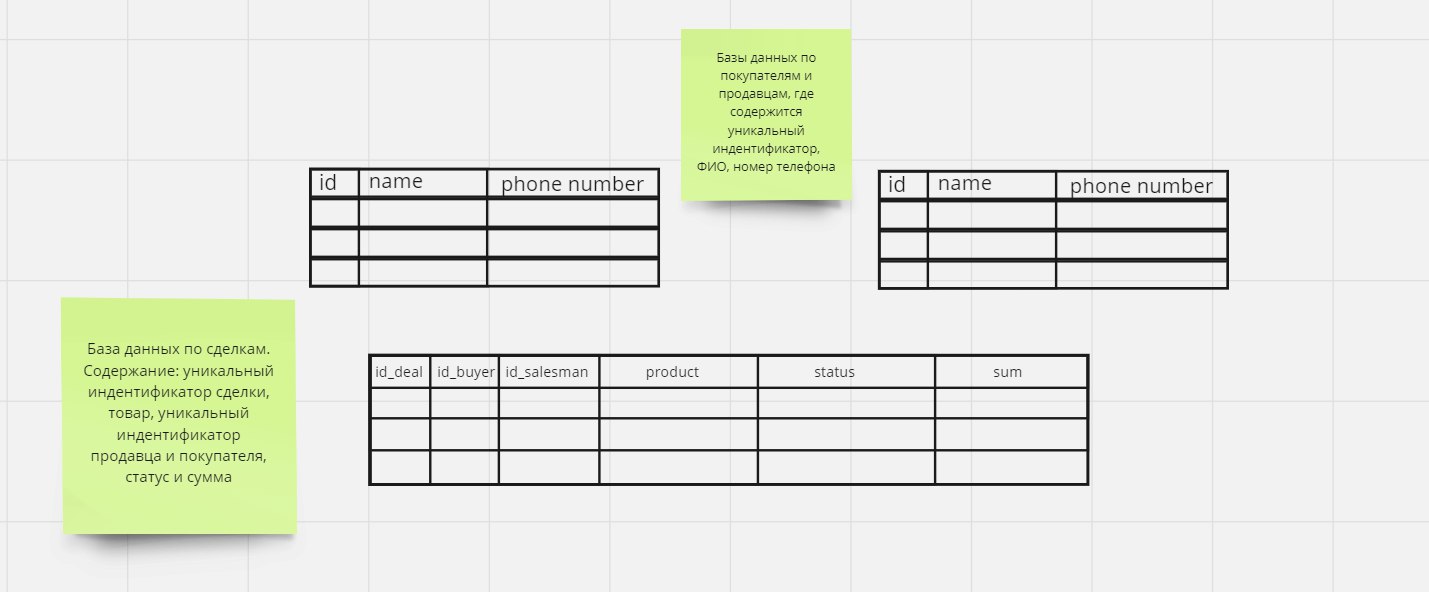 Базы данных по
покупателям и
продавцам, где
содержится
уникальный
индентификатор,
ФИО, номер телефона
id name phone number
id name phone number
База данных по сделкам.
Содержание: уникальный
индентификатор сделки,
товар, уникальный
индентификатор
продавца и покупателя,
статус и сумма
id_deal id_buyer id_salesman product status sum